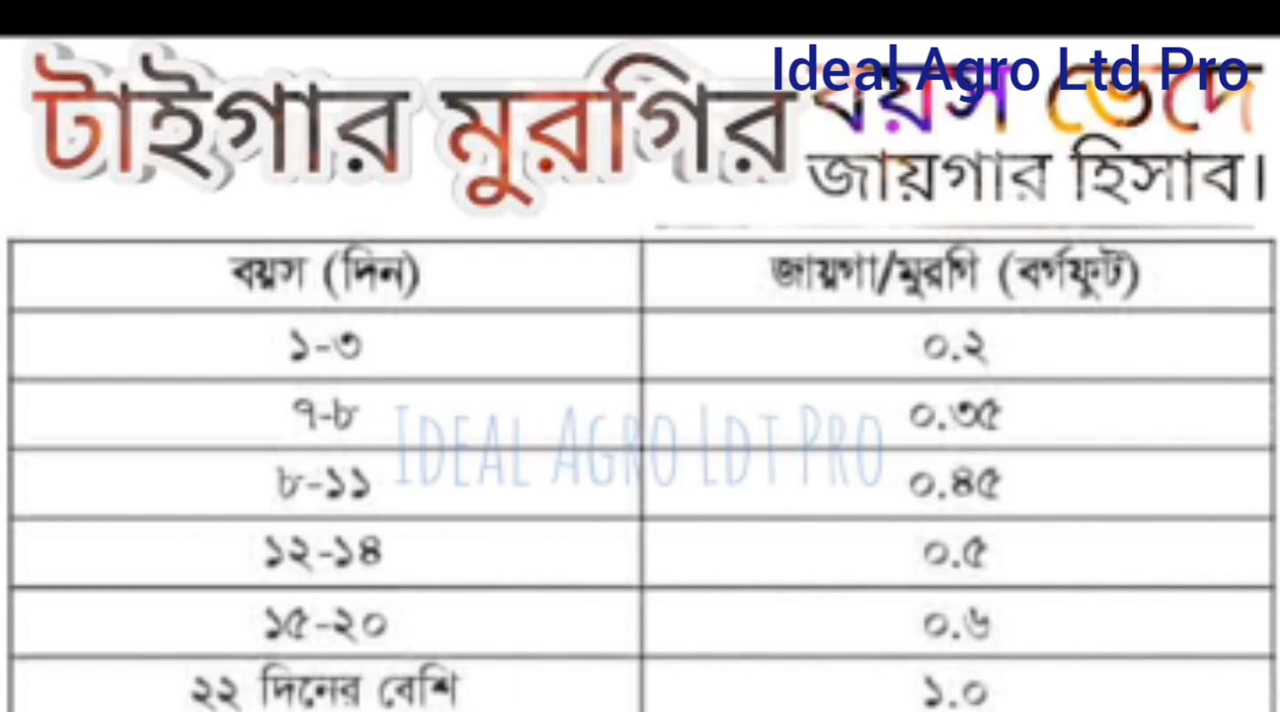 Ideal Agro Ltd Pro
টাইগার মুরগির বয়স ভেদে
জায়গার হিসাব।
বয়স (দিন) জায়গা/মুরগি (বর্গফুট)
১-৩ ০.২
৭-৮ ০.৩৫
IDEAL AGRO LDT PRO
৮-১১ ০.৪৫
১২-১৪ ০.৫
১৫-২০ ০.৬
২২ দিনের বেশি ১.০